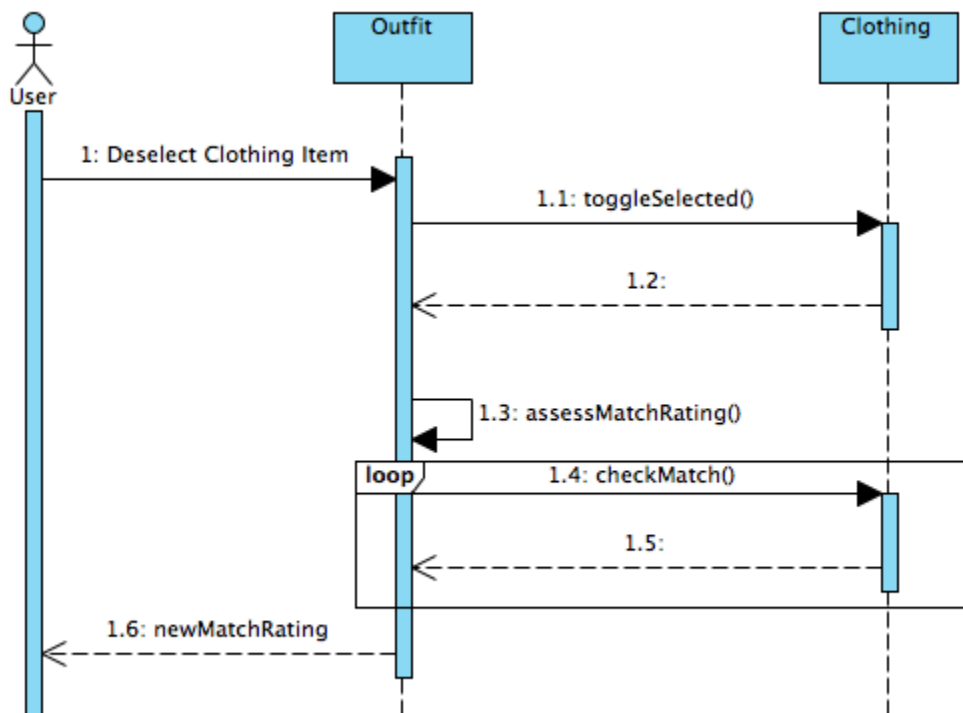 Outfit
Clothing
User
1: Deselect Clothing Item
1.1: toggleSelected()
1.2:
1.3: assessMatchRating()
loop
1.4: checkMatch()
1.5:
1.6: newMatchRating